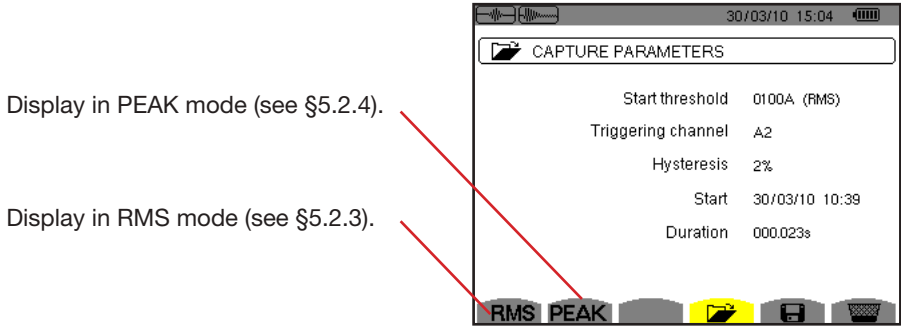 30/03/10 15:04
CAPTURE PARAMETERS
Display in PEAK mode (see §5.2.4).
Start threshold 0100A (RMS)
Triggering channel A2
Hysteresis 2%
Display in RMS mode (see §5.2.3).
Start 30/03/10 10:39
Duration 000.023s
RMS PEAK